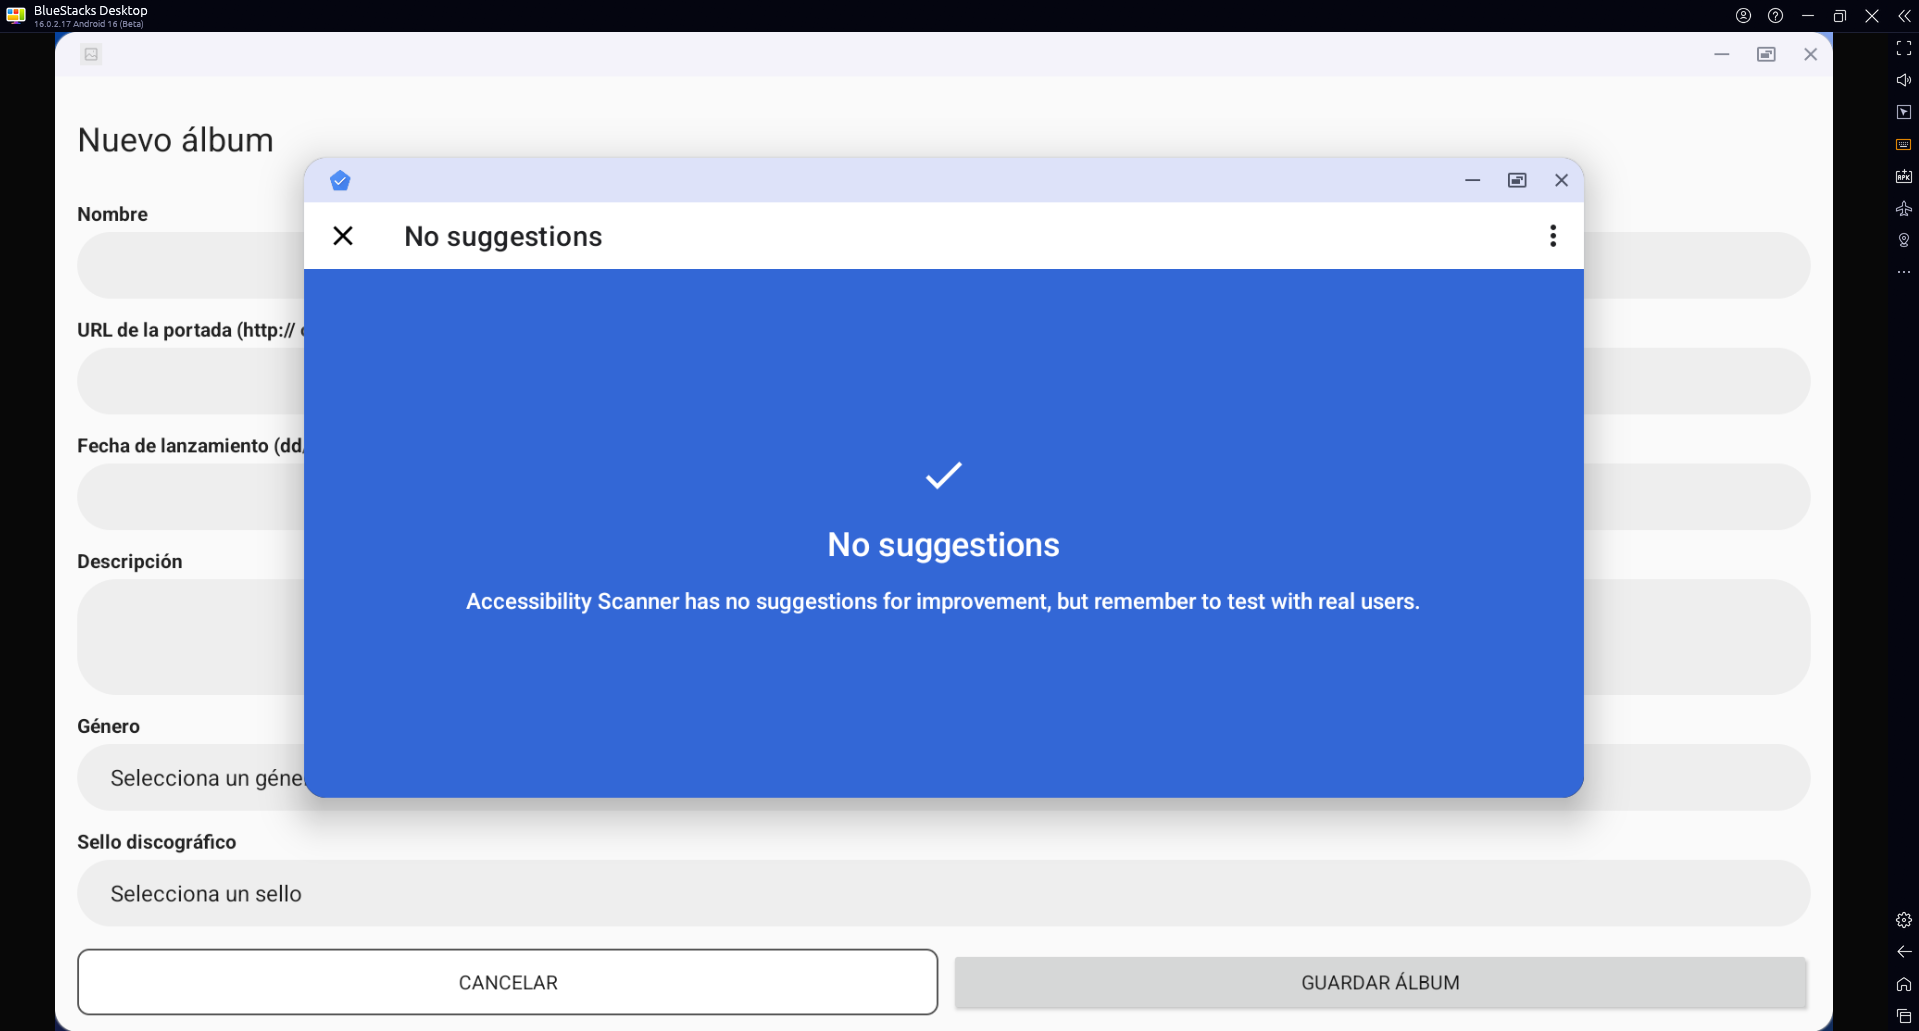 BlueStacks Desktop
16.0.2.17 Android 16 (Beta)
Nuevo álbum
Nombre
URL de la portada (http://
Fecha de lanzamiento (dd/
Descripción
Género
Selecciona un géne
Sello discográfico
Selecciona un sello
CANCELAR
GUARDAR ÁLBUM
No suggestions
No suggestions
Accessibility Scanner has no suggestions for improvement, but remember to test with real users.
APK